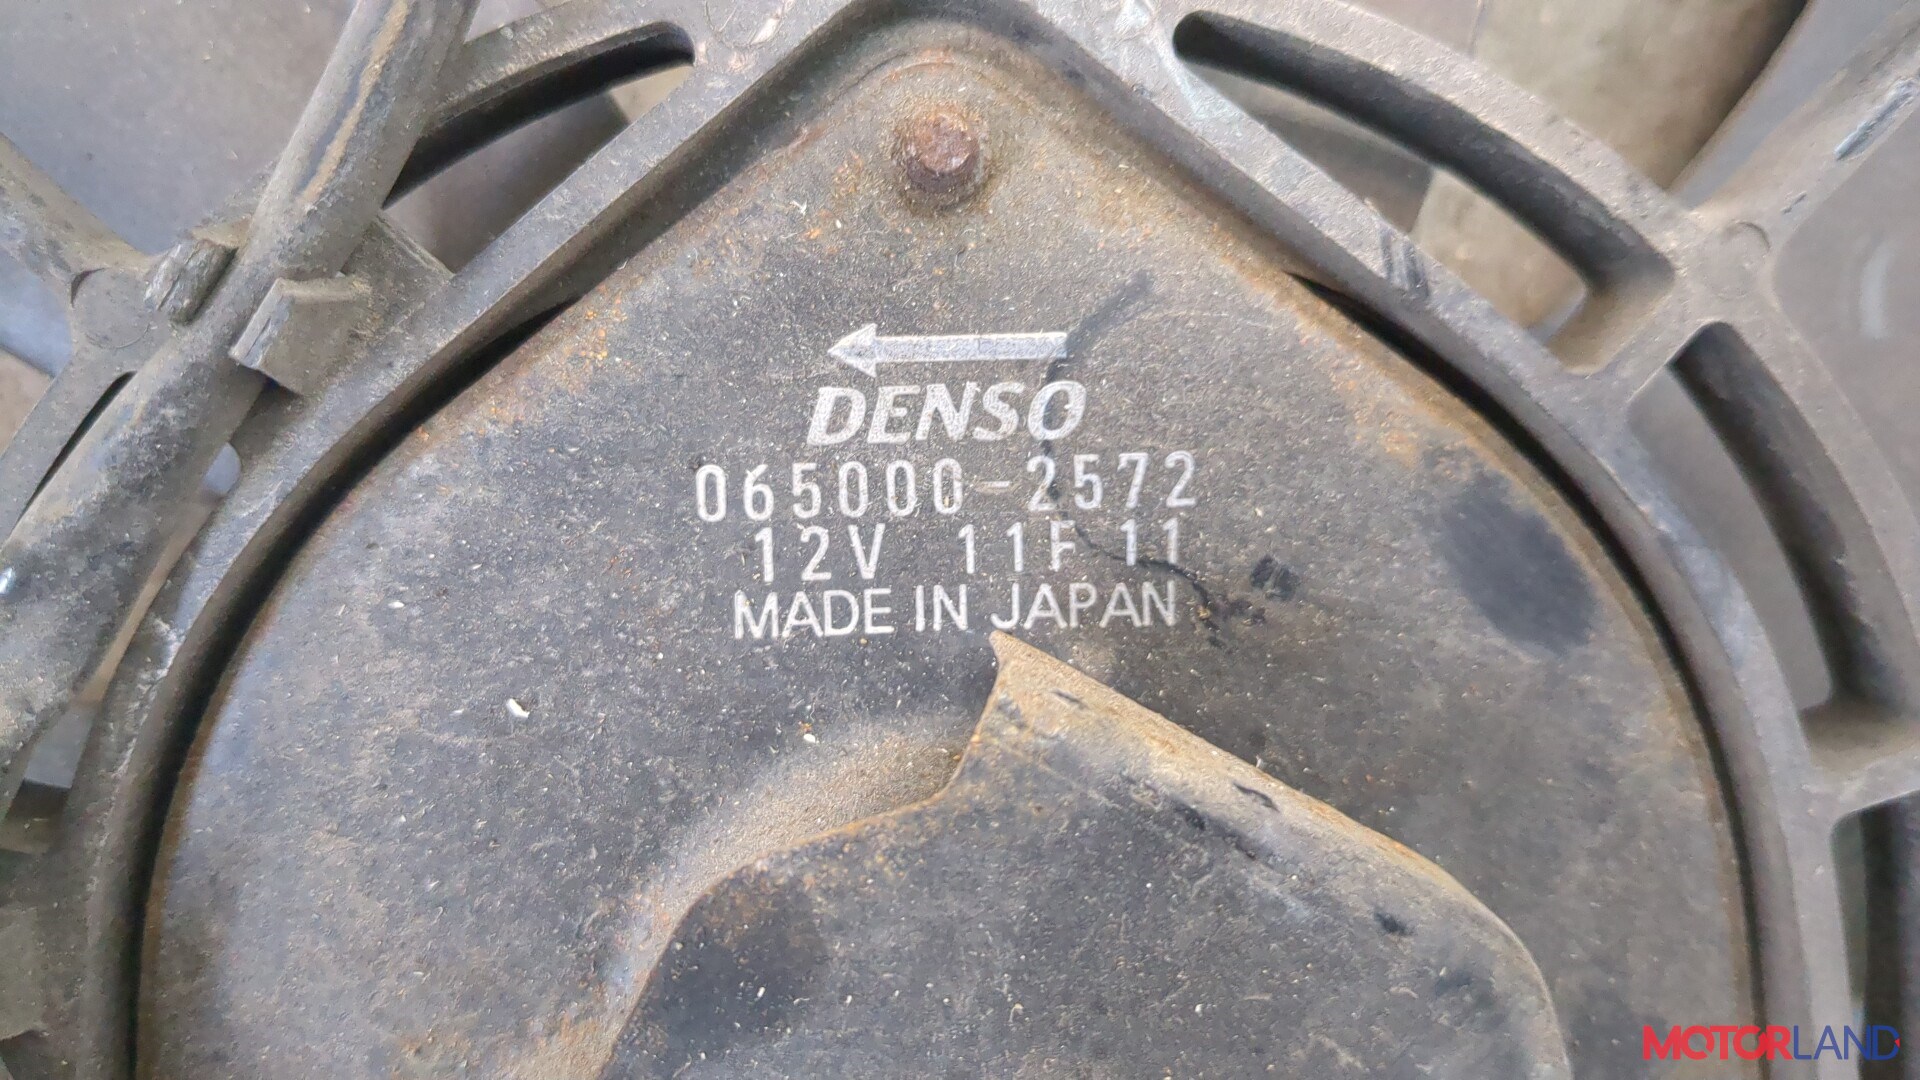 DENSO
065000-2572
12V 11F 11
MADE IN JAPAN
MOTORLAND